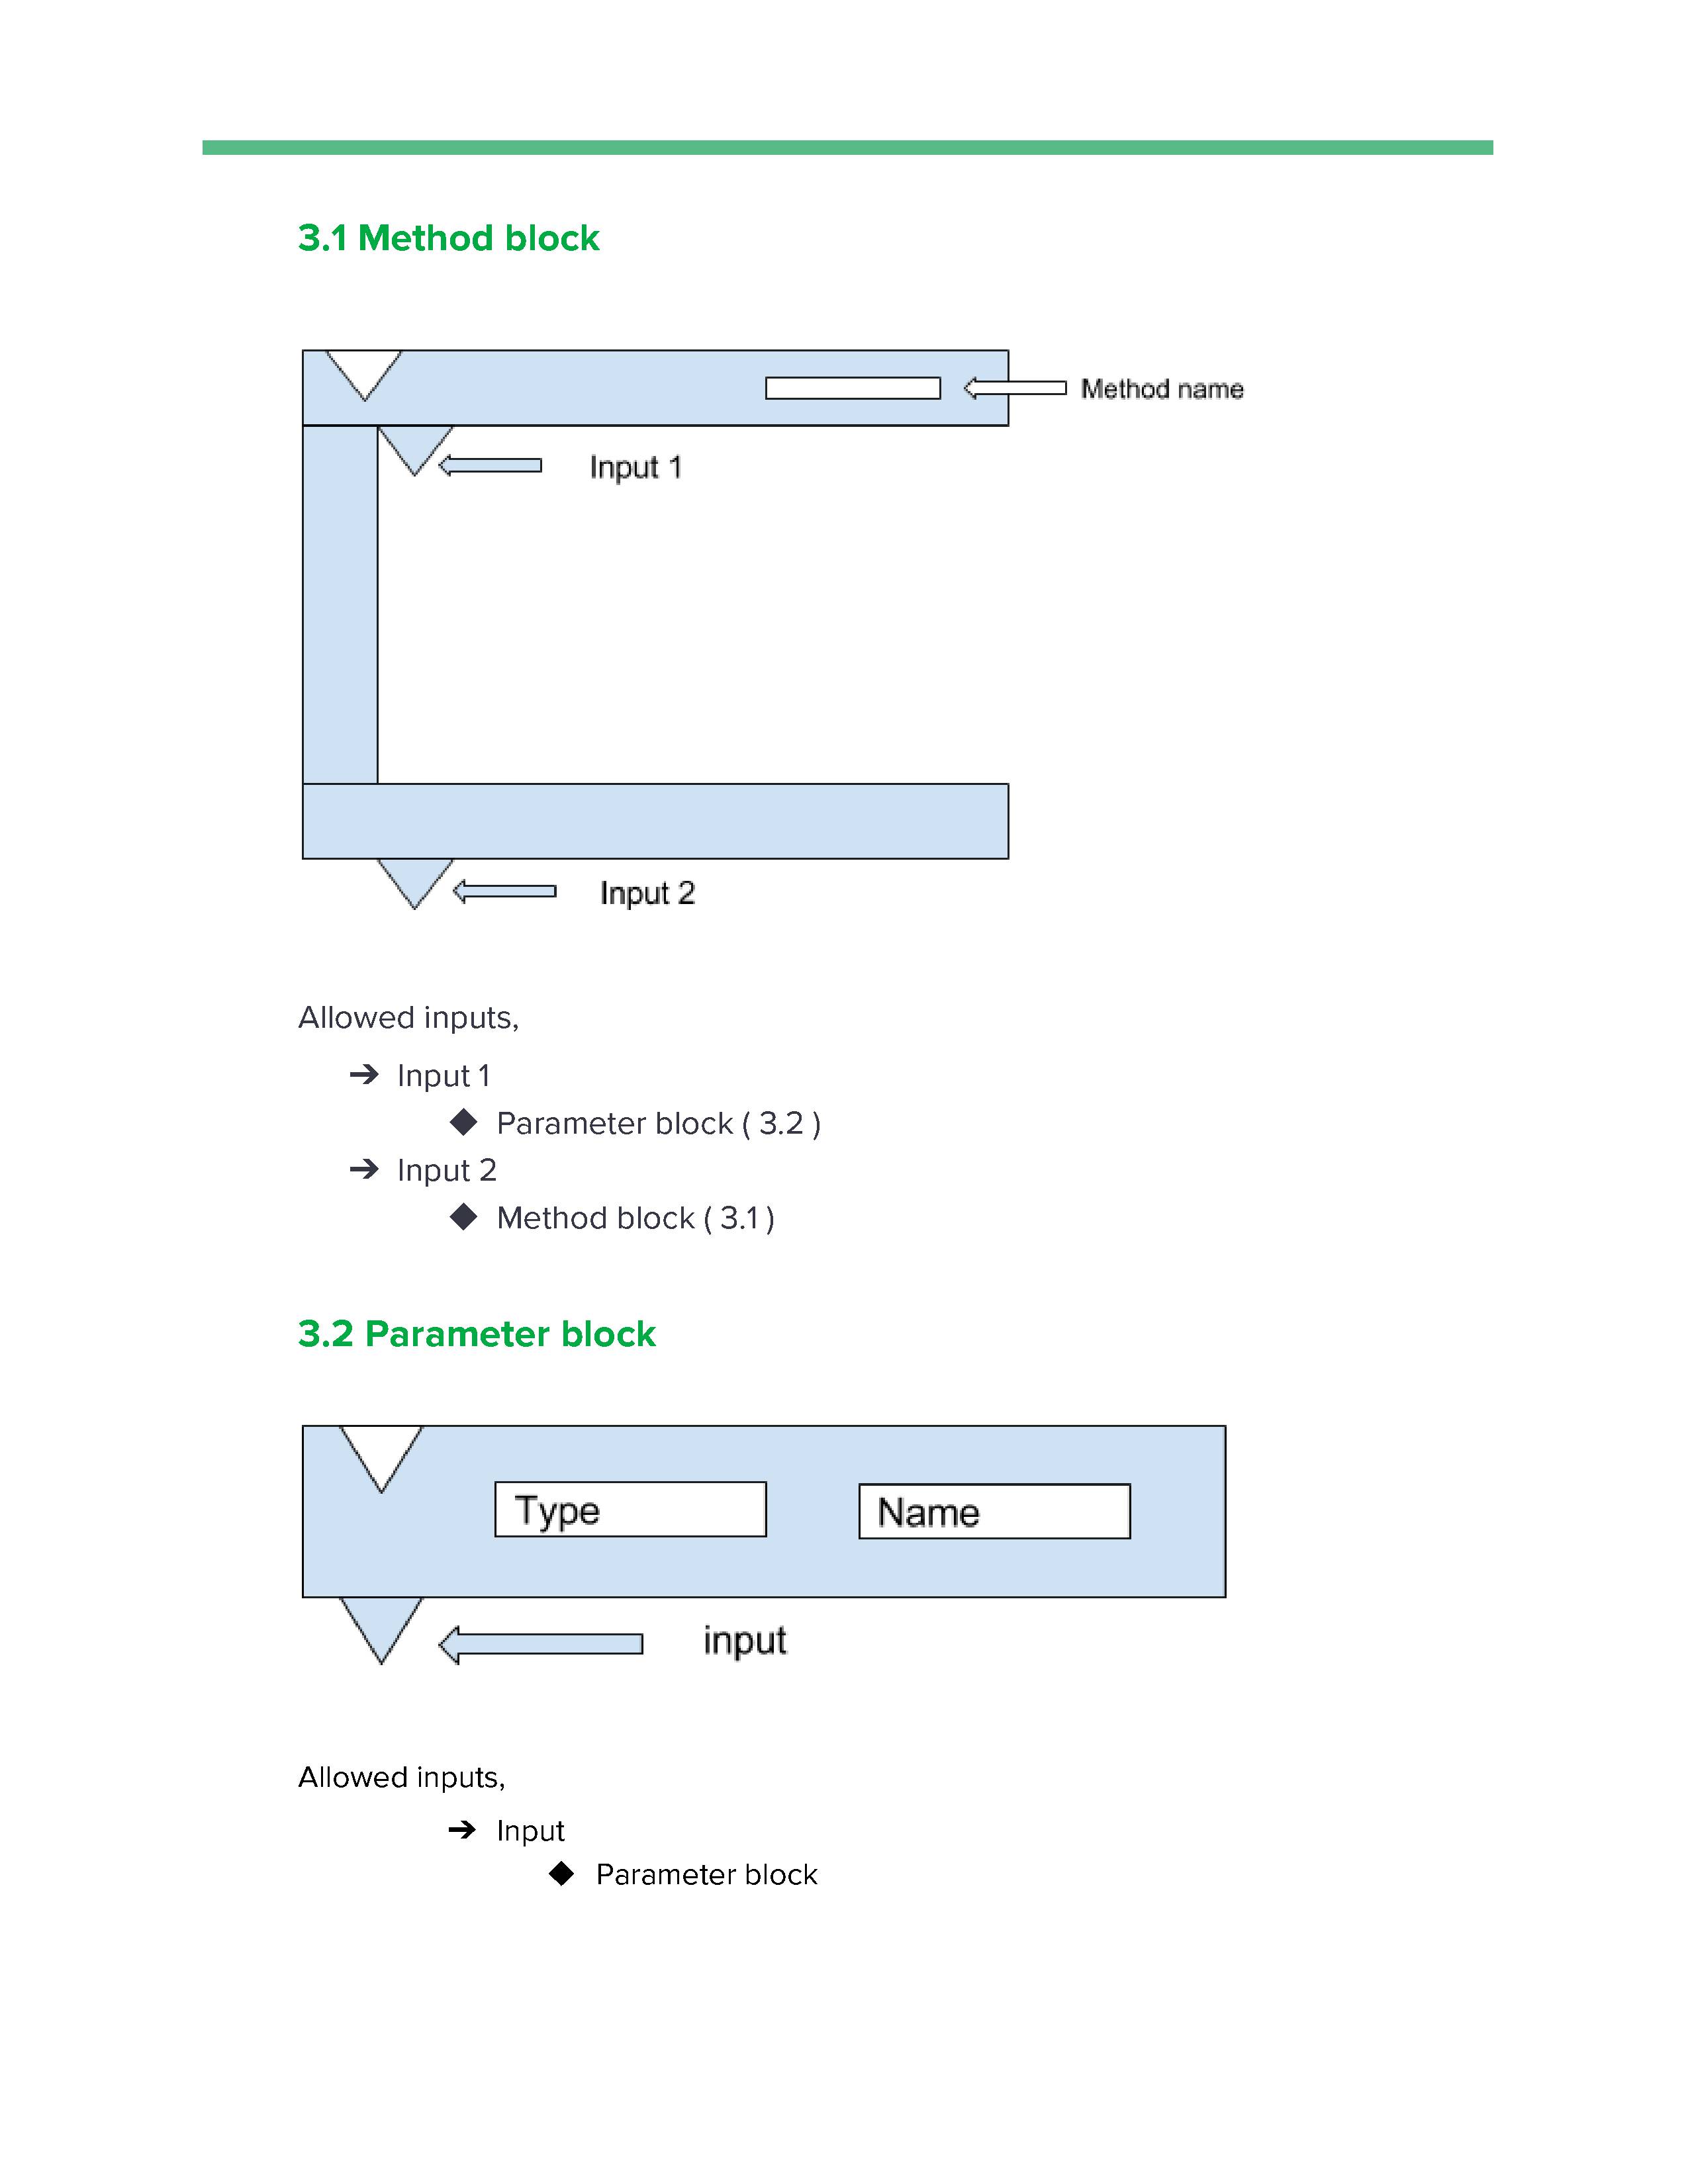 3.1 Method block
Method name
Input 1
Input 2
Allowed inputs,
➔ Input 1
◆ Parameter block ( 3.2 )
➔ Input 2
◆ Method block ( 3.1 )
3.2 Parameter block
Type Name
input
Allowed inputs,
➔ Input
◆ Parameter block